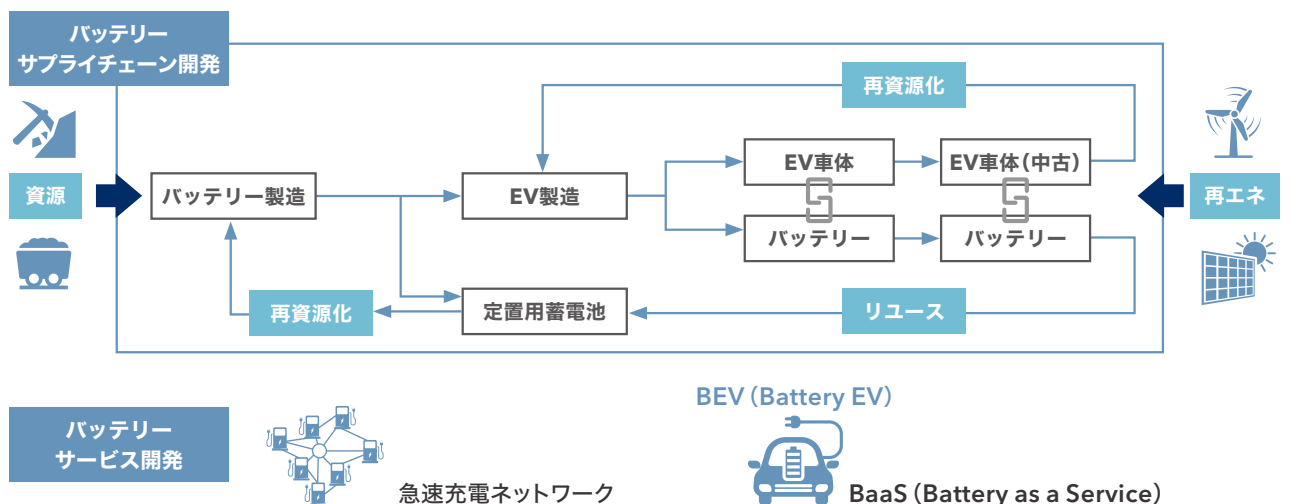 バッテリー
サプライチェーン開発
再資源化
EV車体
EV車体（中古）
資源
バッテリー製造
EV製造
再エネ
バッテリー
バッテリー
再資源化
定置用蓄電池
リユース
BEV（Battery EV）
バッテリー
サービス開発
急速充電ネットワーク
BaaS（Battery as a Service）